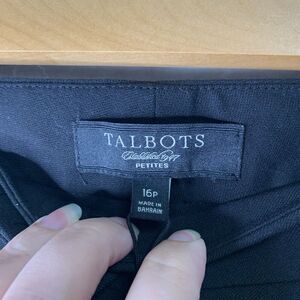 TALBOTS
Established 1947
PETITES
16P
MADE IN
BAHRAIN